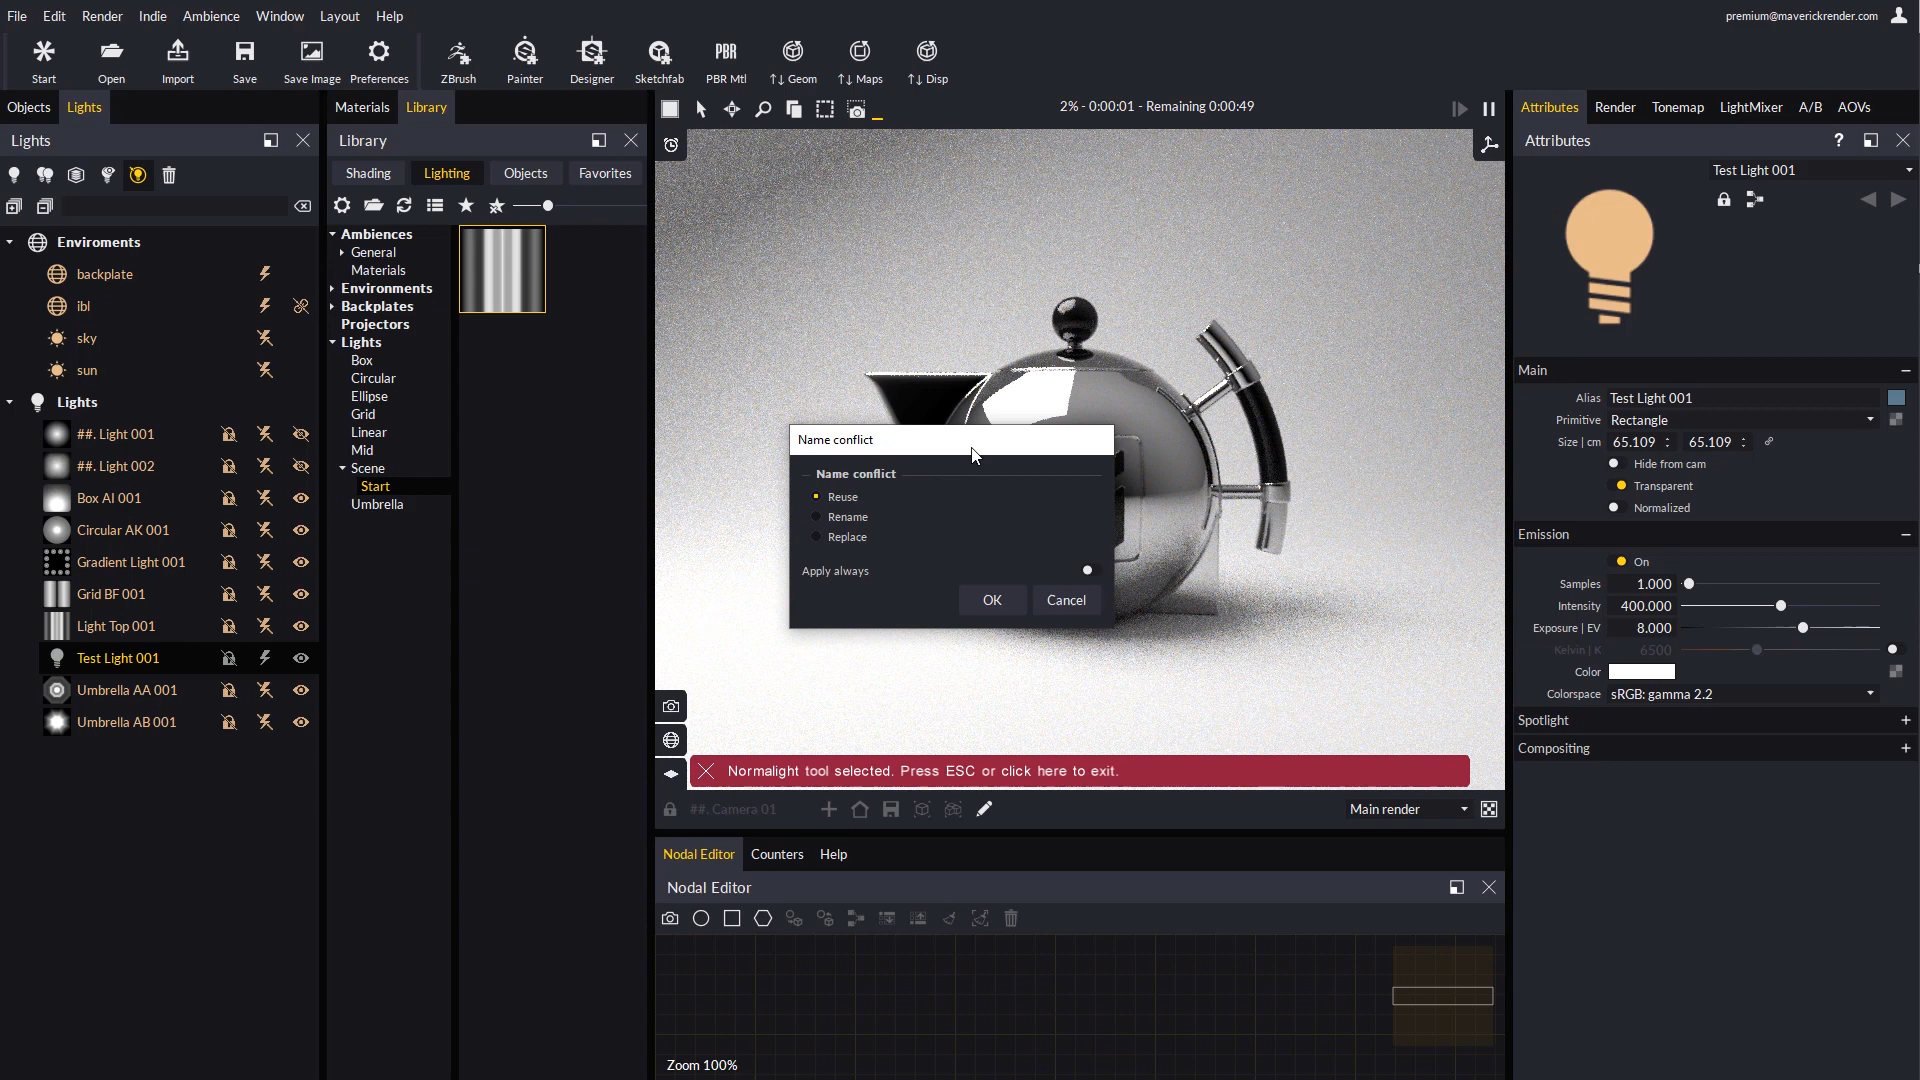 File Edit Render Indie Ambience Window Layout Help
premium@maverickrender.com
Start Open Import Save Save Image Preferences ZBrush Painter Designer Sketchfab PBR Mtl ↑↓ Geom ↑↓ Maps ↑↓ Disp
PBR
Objects Lights
Lights
Enviroments
backplate
ibl
sky
sun
Lights
##. Light 001
##. Light 002
Box AI 001
Circular AK 001
Gradient Light 001
Grid BF 001
Light Top 001
Test Light 001
Umbrella AA 001
Umbrella AB 001
Materials Library
Library
Shading Lighting Objects Favorites
Ambiences
General
Materials
Environments
Backplates
Projectors
Lights
Box
Circular
Ellipse
Grid
Linear
Mid
Scene
Start
Umbrella
2% - 0:00:01 - Remaining 0:00:49
Name conflict
Name conflict
Reuse
Rename
Replace
Apply always
OK Cancel
Normalight tool selected. Press ESC or click here to exit.
##. Camera 01
Main render
Nodal Editor Counters Help
Nodal Editor
Zoom 100%
Attributes Render Tonemap LightMixer A/B AOVs
Attributes ?
Test Light 001
Main
Alias Test Light 001
Primitive Rectangle
Size | cm 65.109 65.109
Hide from cam
Transparent
Normalized
Emission
On
Samples 1.000
Intensity 400.000
Exposure | EV 8.000
Kelvin | K 6500
Color
Colorspace sRGB: gamma 2.2
Spotlight
Compositing